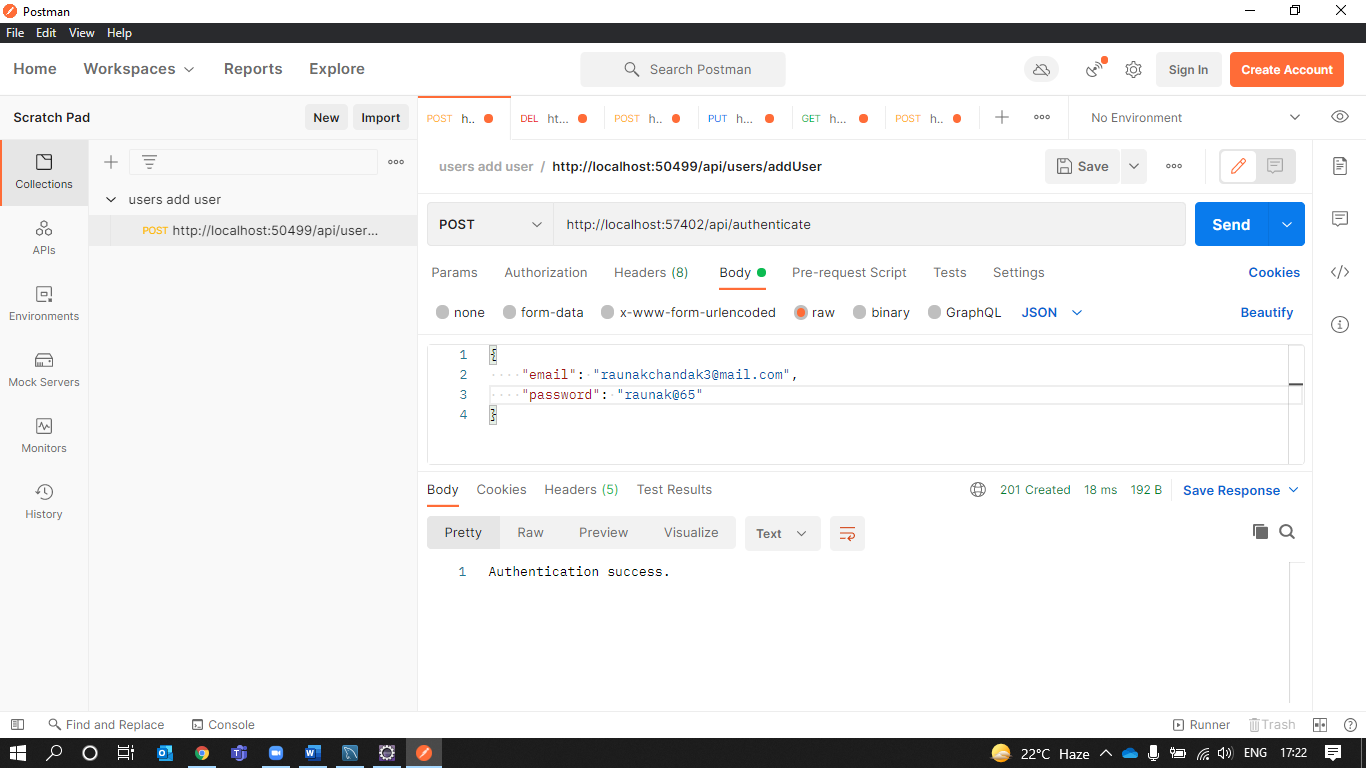 Postman
File Edit View Help
Home Workspaces Reports Explore Search Postman Sign In Create Account
Scratch Pad New Import
POST h.. DEL ht... POST h.. PUT h... GET h... POST h.. No Environment
Collections
APIs
Environments
Mock Servers
Monitors
History
users add user
POST http://localhost:50499/api/user...
users add user / http://localhost:50499/api/users/addUser Save
POST http://localhost:57402/api/authenticate Send
Params Authorization Headers (8) Body Pre-request Script Tests Settings Cookies
none form-data x-www-form-urlencoded raw binary GraphQL JSON Beautify
1 {
2 "email": "raunakchandak3@mail.com",
3 "password": "raunak@65"
4 }
Body Cookies Headers (5) Test Results 201 Created 18 ms 192 B Save Response
Pretty Raw Preview Visualize Text
1 Authentication success.
Find and Replace Console Runner Trash
22°C Haze ENG 17:22